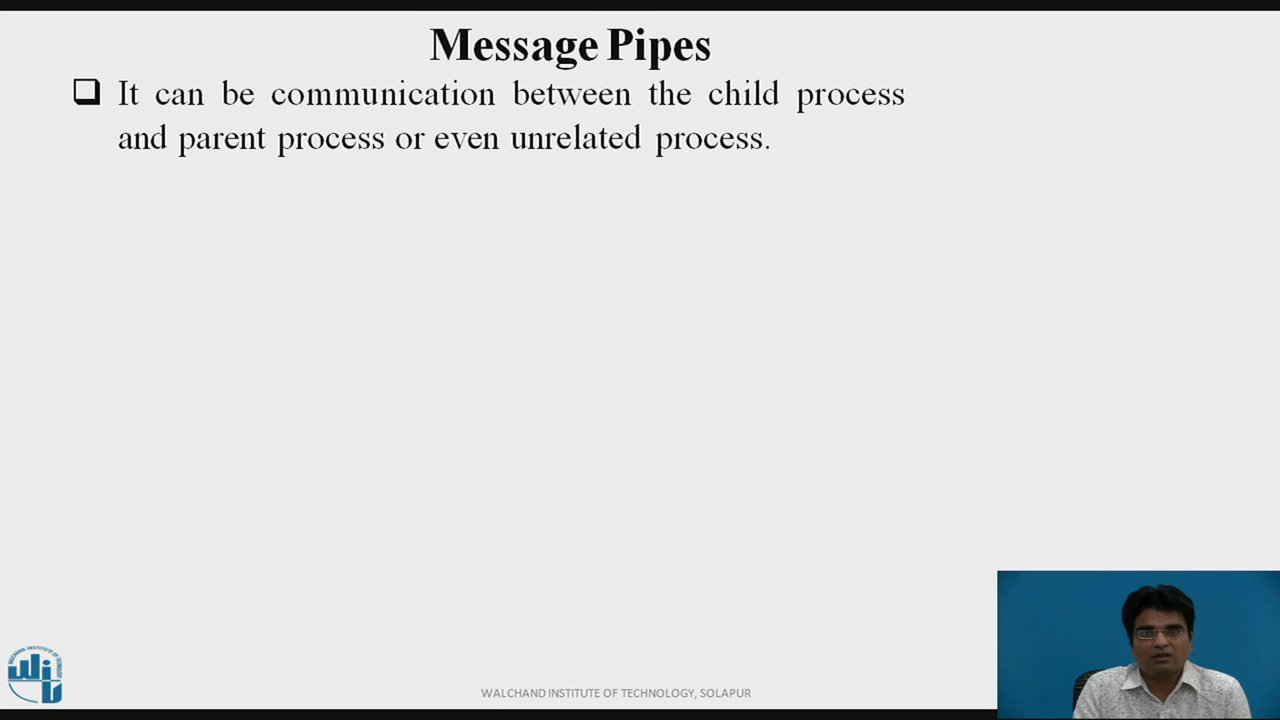 Message Pipes
It can be communication between the child process
and parent process or even unrelated process.
WALCHAND INSTITUTE OF TECHNOLOGY, SOLAPUR